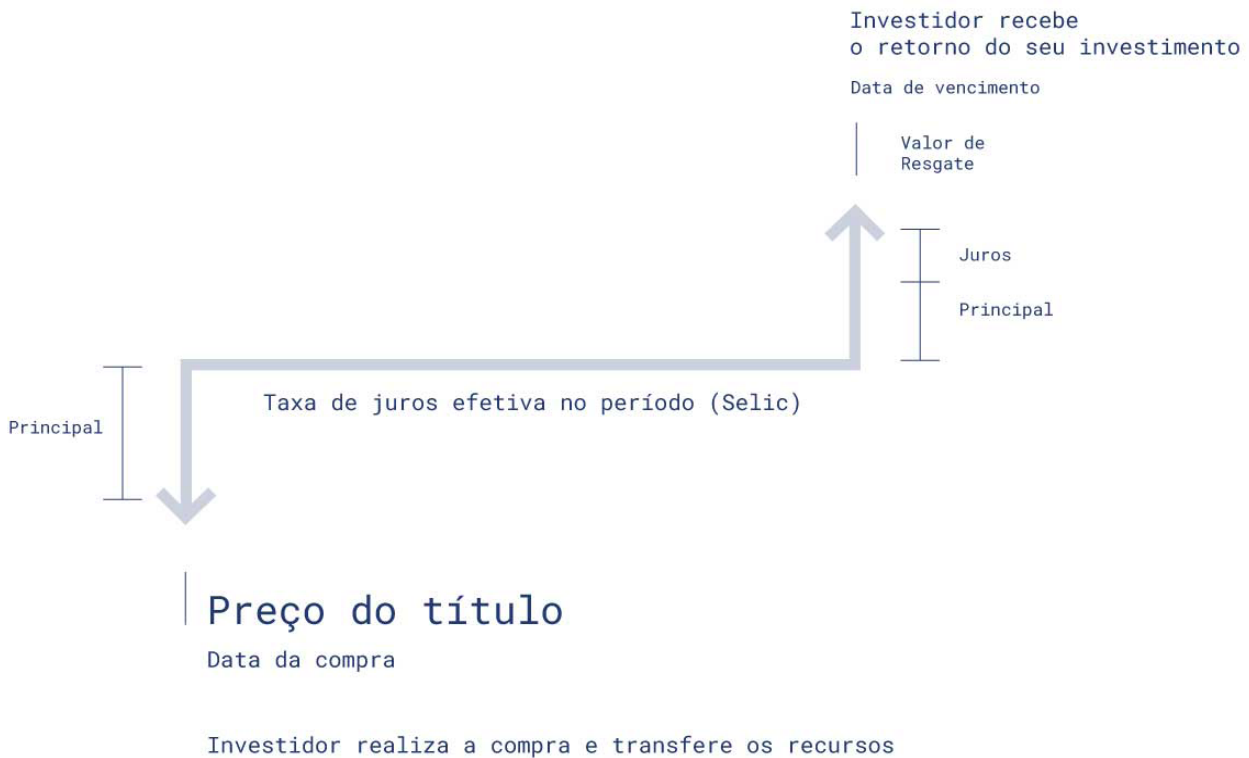 Investidor recebe
o retorno do seu investimento
Data de vencimento
Valor de
Resgate
Juros
Principal
Taxa de juros efetiva no período (Selic)
Principal
Preço do título
Data da compra
Investidor realiza a compra e transfere os recursos